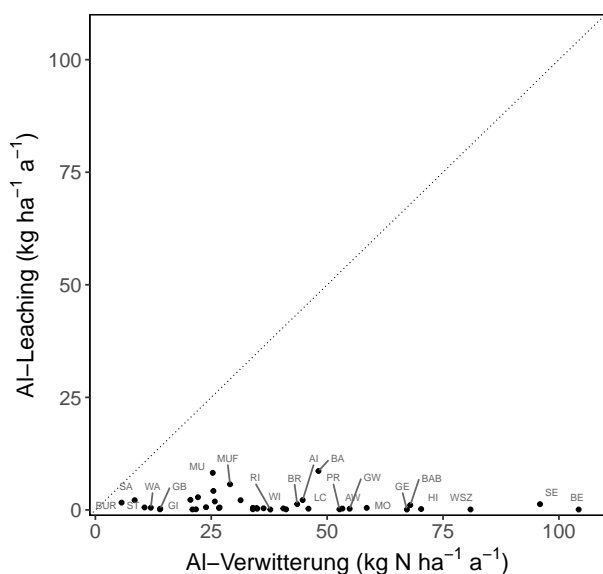 100
75
50
25
0
Al−Leaching (kg ha−1 a−1)
MU MUF AI BA
SA WA GB RI WI BR PR GW GE BAB
BUR ST GI LC AW MO HI WSZ SE BE
0 25 50 75 100
Al−Verwitterung (kg N ha−1 a−1)